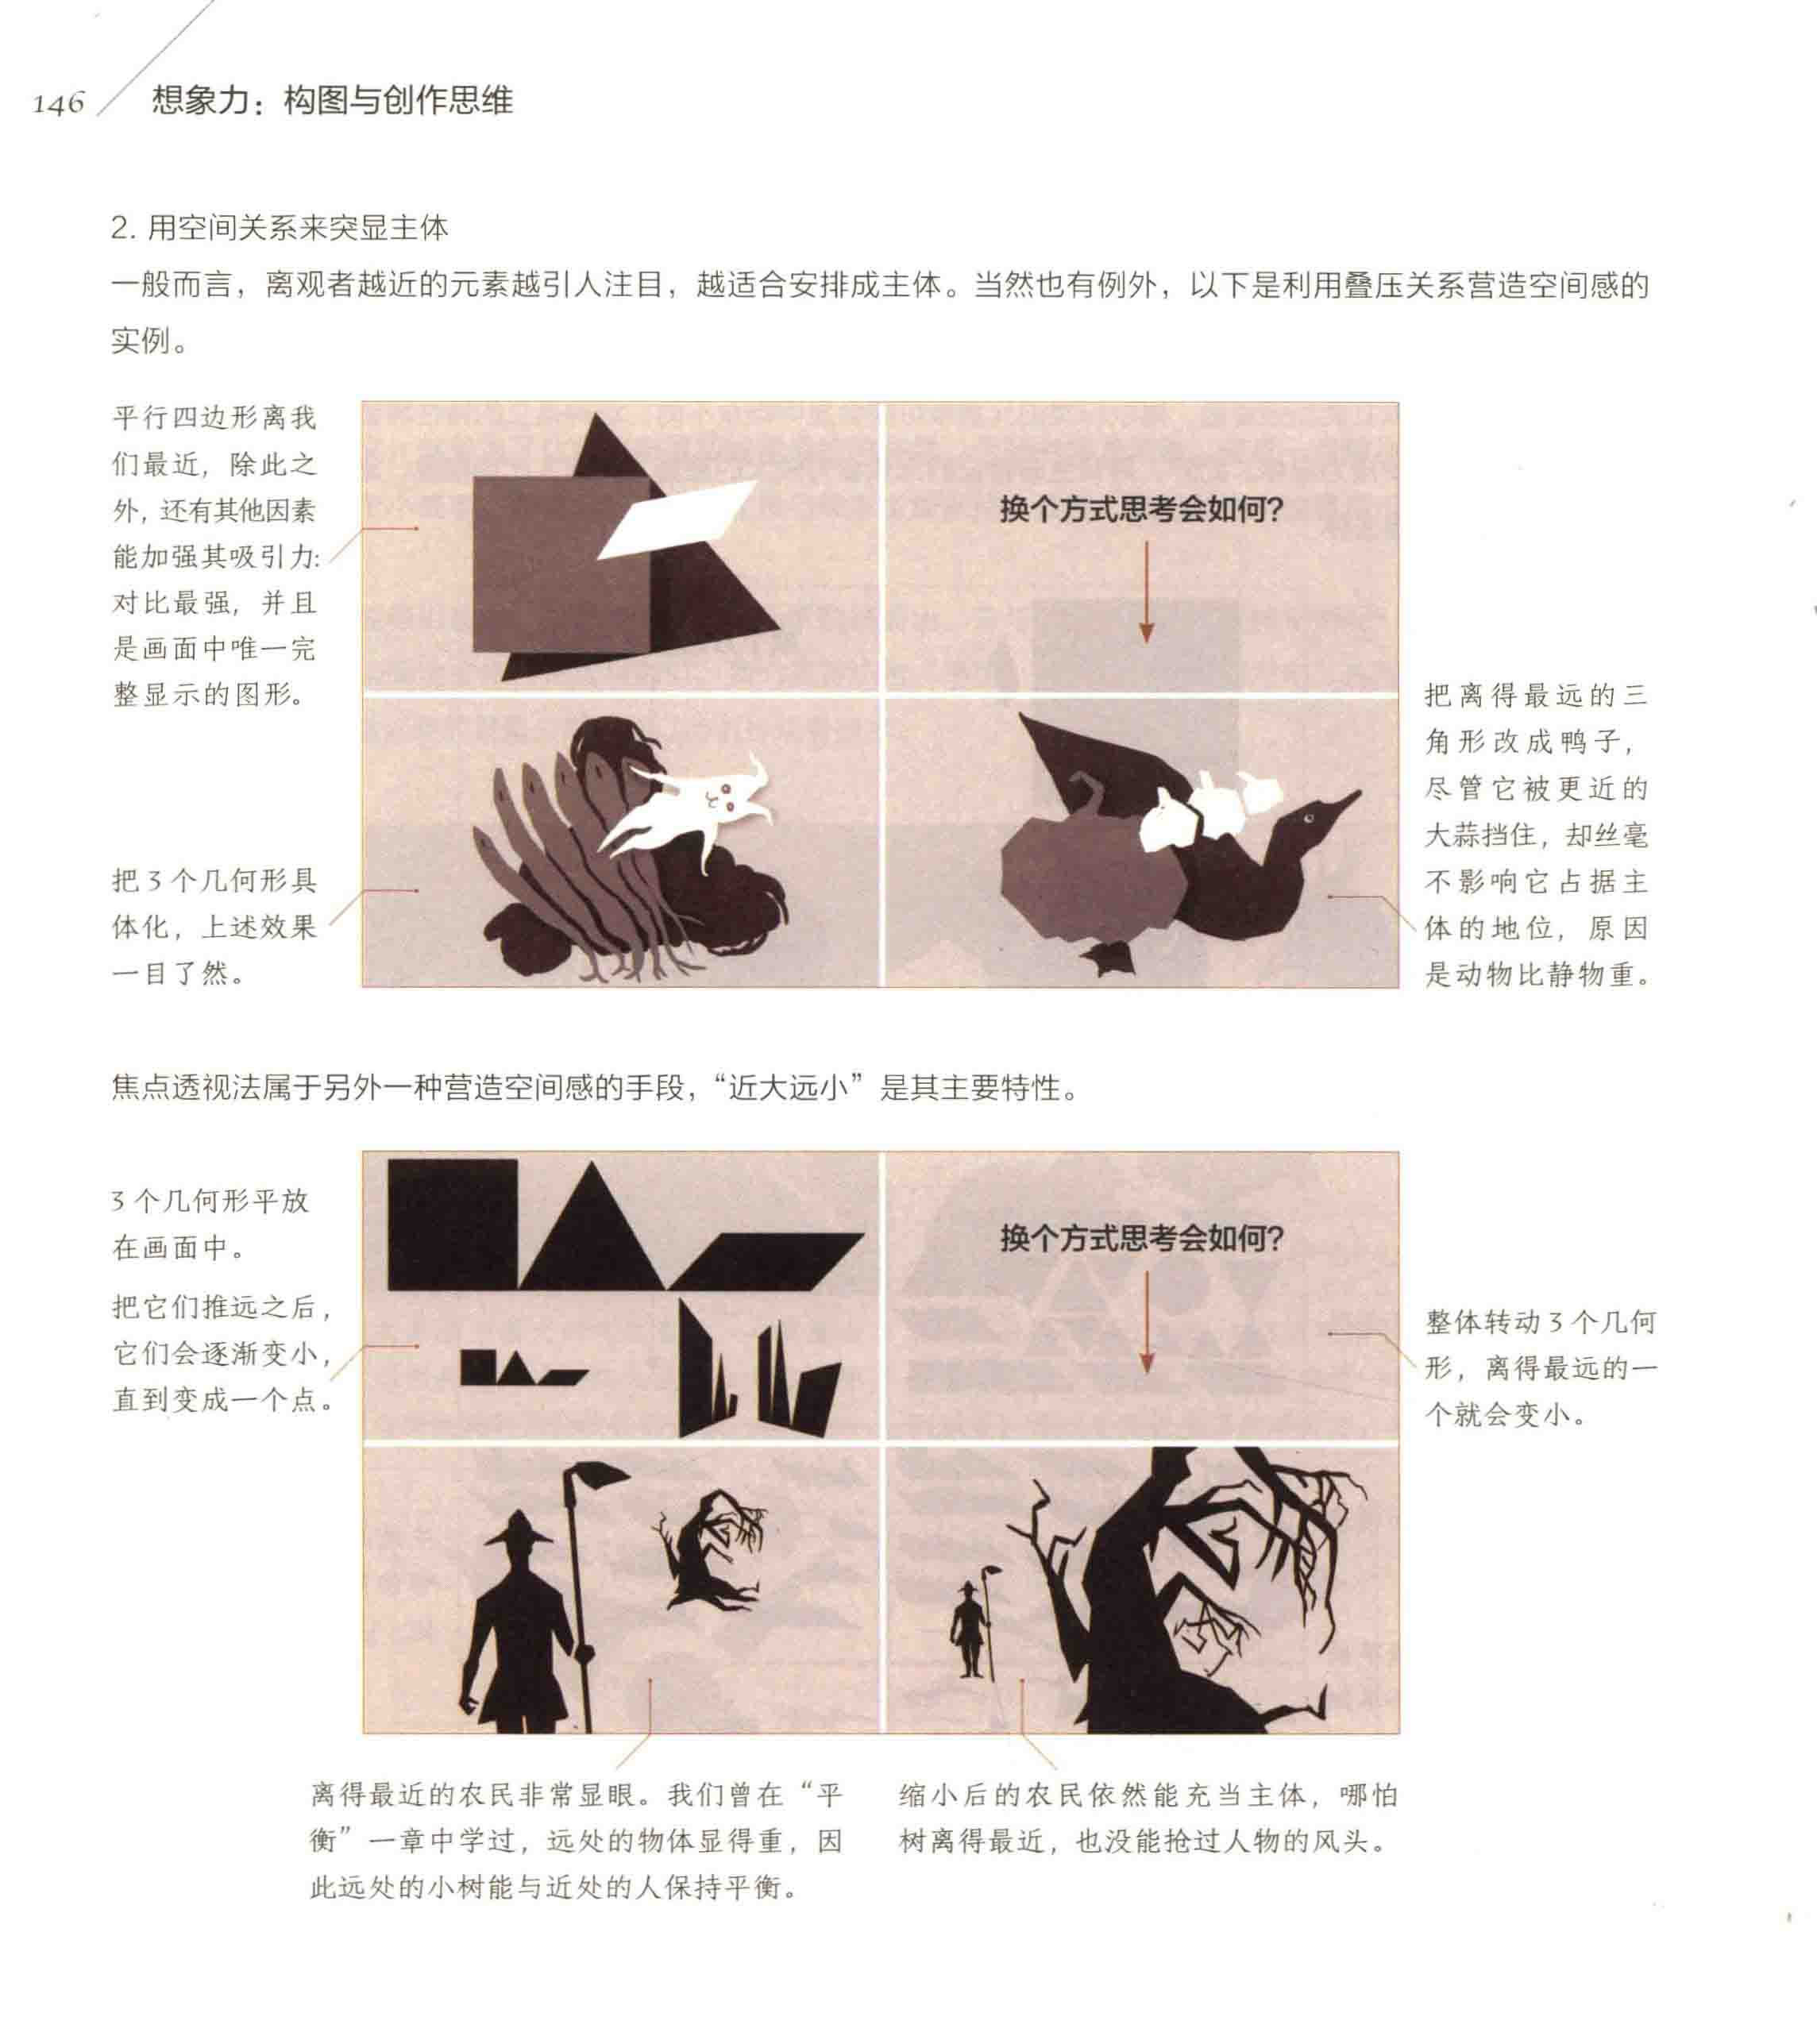 146
想象力：构图与创作思维
2. 用空间关系来突显主体
一般而言，离观者越近的元素越引人注目，越适合安排成主体。当然也有例外，以下是利用叠压关系营造空间感的
实例。
平行四边形离我
们最近，除此之
外，还有其他因素
能加强其吸引力：
对比最强，并且
是画面中唯一完
整显示的图形。
换个方式思考会如何？
把 3 个几何形具
体化，上述效果
一目了然。
把离得最远的三
角形改成鸭子，
尽管它被更近的
大蒜挡住，却丝毫
不影响它占据主
体的地位，原因
是动物比静物重。
焦点透视法属于另外一种营造空间感的手段，“近大远小”是其主要特性。
3 个几何形平放
在画面中。
把它们推远之后，
它们会逐渐变小，
直到变成一个点。
换个方式思考会如何？
整体转动 3 个几何
形，离得最远的一
个就会变小。
离得最近的农民非常显眼。我们曾在“平
衡”一章中学过，远处的物体显得重，因
此远处的小树能与近处的人保持平衡。
缩小后的农民依然能充当主体，哪怕
树离得最近，也没能抢过人物的风头。